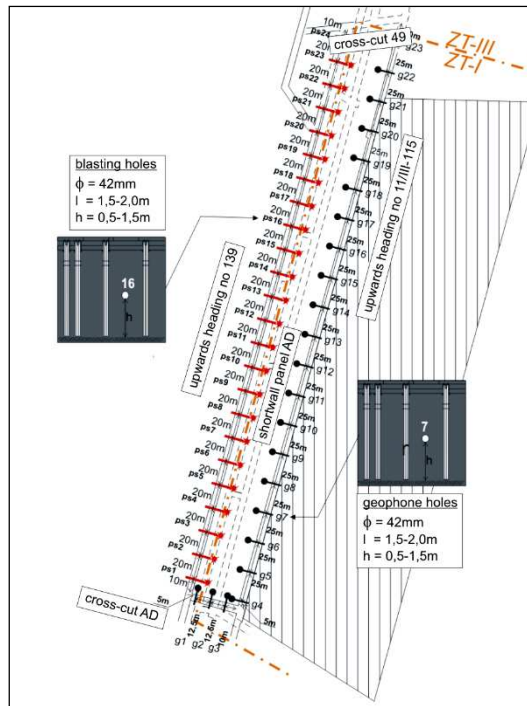 10m
ps24
cross-cut 49
ZT-III
ZT-I
g23
20m
ps23
25m
g22
20m
ps22
25m
g21
20m
ps21
25m
g20
20m
ps20
25m
g19
20m
ps19
25m
g18
20m
ps18
25m
g17
20m
ps17
25m
g16
20m
ps16
25m
g15
20m
ps15
25m
g14
20m
ps14
25m
g13
20m
ps13
25m
g12
20m
ps12
25m
g11
20m
ps11
25m
g10
20m
ps10
25m
g9
20m
ps9
25m
g8
20m
ps8
25m
g7
20m
ps7
25m
g6
20m
ps6
25m
g5
20m
ps5
25m
g4
20m
ps4
20m
ps3
20m
ps2
20m
ps1
10m
5m
12,5m
12,5m
10m
5m
g1
g2
g3
cross-cut AD
upwards heading no 139
shortwall panel AD
upwards heading no 11/III-115
blasting holes
ϕ = 42mm
l = 1,5-2,0m
h = 0,5-1,5m
16
h
7
h
geophone holes
ϕ = 42mm
l = 1,5-2,0m
h = 0,5-1,5m